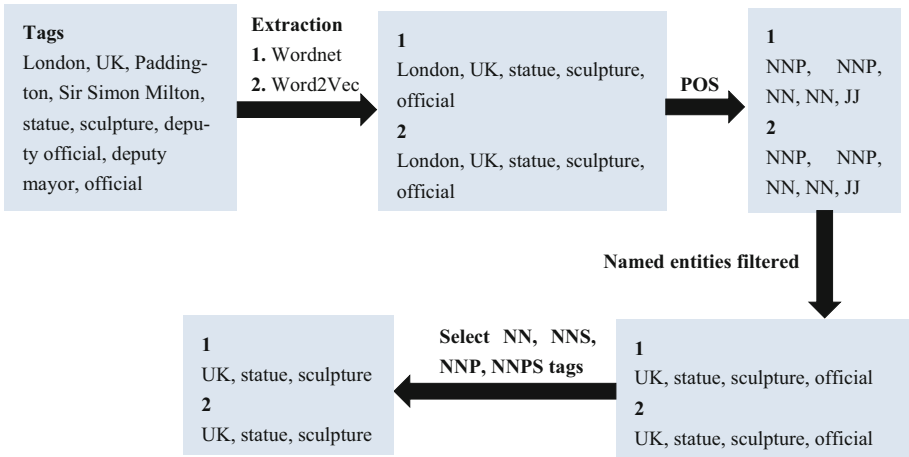 Tags
London, UK, Padding-
ton, Sir Simon Milton,
statue, sculpture, depu-
ty official, deputy
mayor, official
Extraction
1. Wordnet
2. Word2Vec
1
London, UK, statue, sculpture,
official
2
London, UK, statue, sculpture,
official
POS
1
NNP, NNP,
NN, NN, JJ
2
NNP, NNP,
NN, NN, JJ
Named entities filtered
1
UK, statue, sculpture, official
2
UK, statue, sculpture, official
Select NN, NNS,
NNP, NNPS tags
1
UK, statue, sculpture
2
UK, statue, sculpture